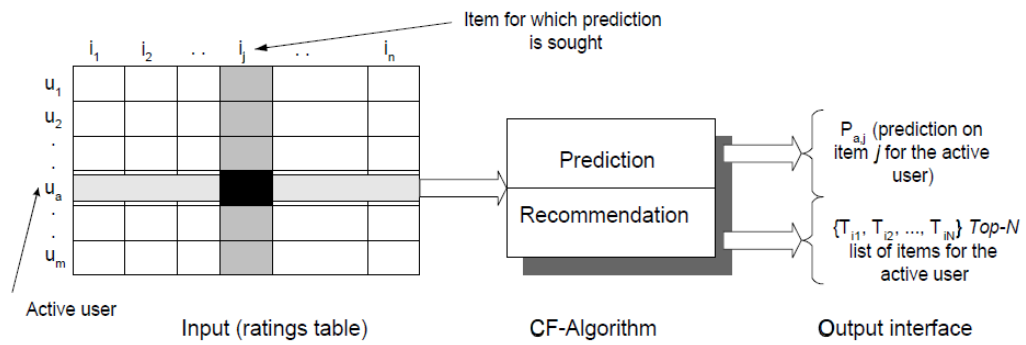 Item for which prediction
is sought
i1 i2 . . ij . . in
u1
u2
.
.
ua
.
.
um
Active user
Prediction
Recommendation
Pa,j (prediction on
item j for the active
user)
{Ti1, Ti2, ..., TiN} Top-N
list of items for the
active user
Input (ratings table)
CF-Algorithm
Output interface